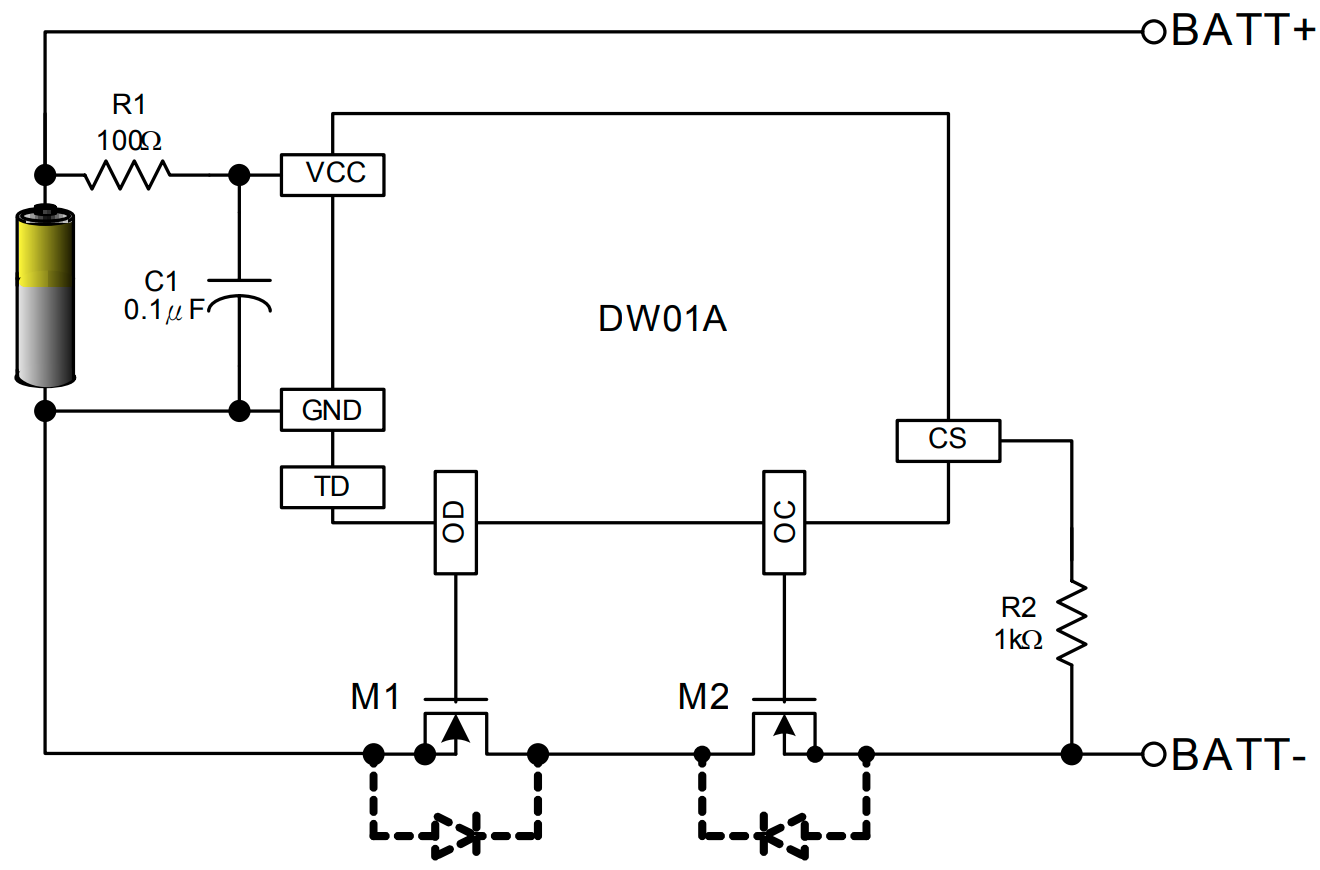 BATT+
R1
100Ω
VCC
C1
0.1μF
DW01A
GND
CS
TD
OD
OC
R2
1kΩ
M1
M2
BATT-